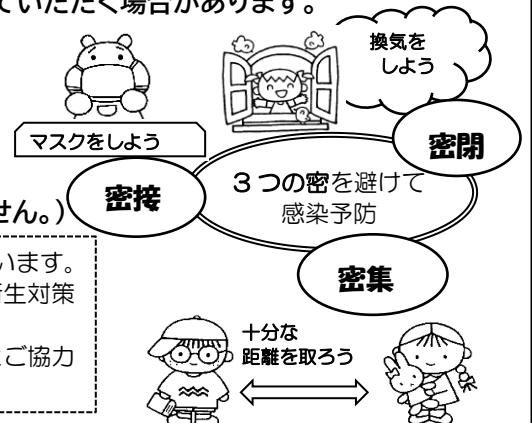 ていただく場合があります。
換気を
しよう
マスクをしよう
密閉
密接
3つの密を避けて
感染予防
せん。)
密集
います。
衛生対策
ご協力
十分な
距離を取ろう